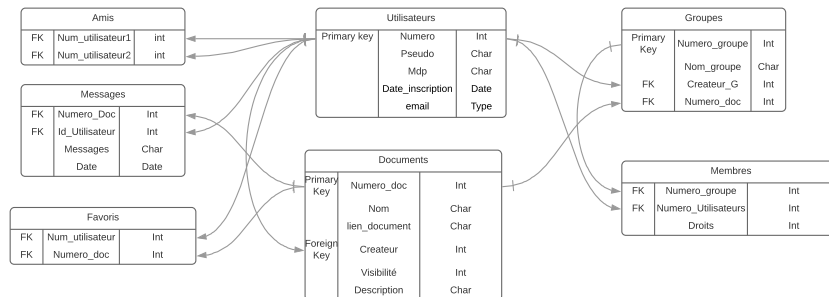 Amis
FK Num_utilisateur1 int
FK Num_utilisateur2 int
Messages
FK Numero_Doc Int
FK Id_Utilisateur Int
Messages Char
Date Date
Favoris
FK Num_utilisateur Int
FK Numero_doc Int
Utilisateurs
Primary key Numero Int
Pseudo Char
Mdp Char
Date_inscription Date
email Type
Documents
Primary
Key Numero_doc Int
Nom Char
lien_document Char
Foreign
Key Createur Int
Visibilité Int
Description Char
Groupes
Primary
Key Numero_groupe Int
Nom_groupe Char
FK Createur_G Int
FK Numero_doc Int
Membres
FK Numero_groupe Int
FK Numero_Utilisateurs Int
Droits Int